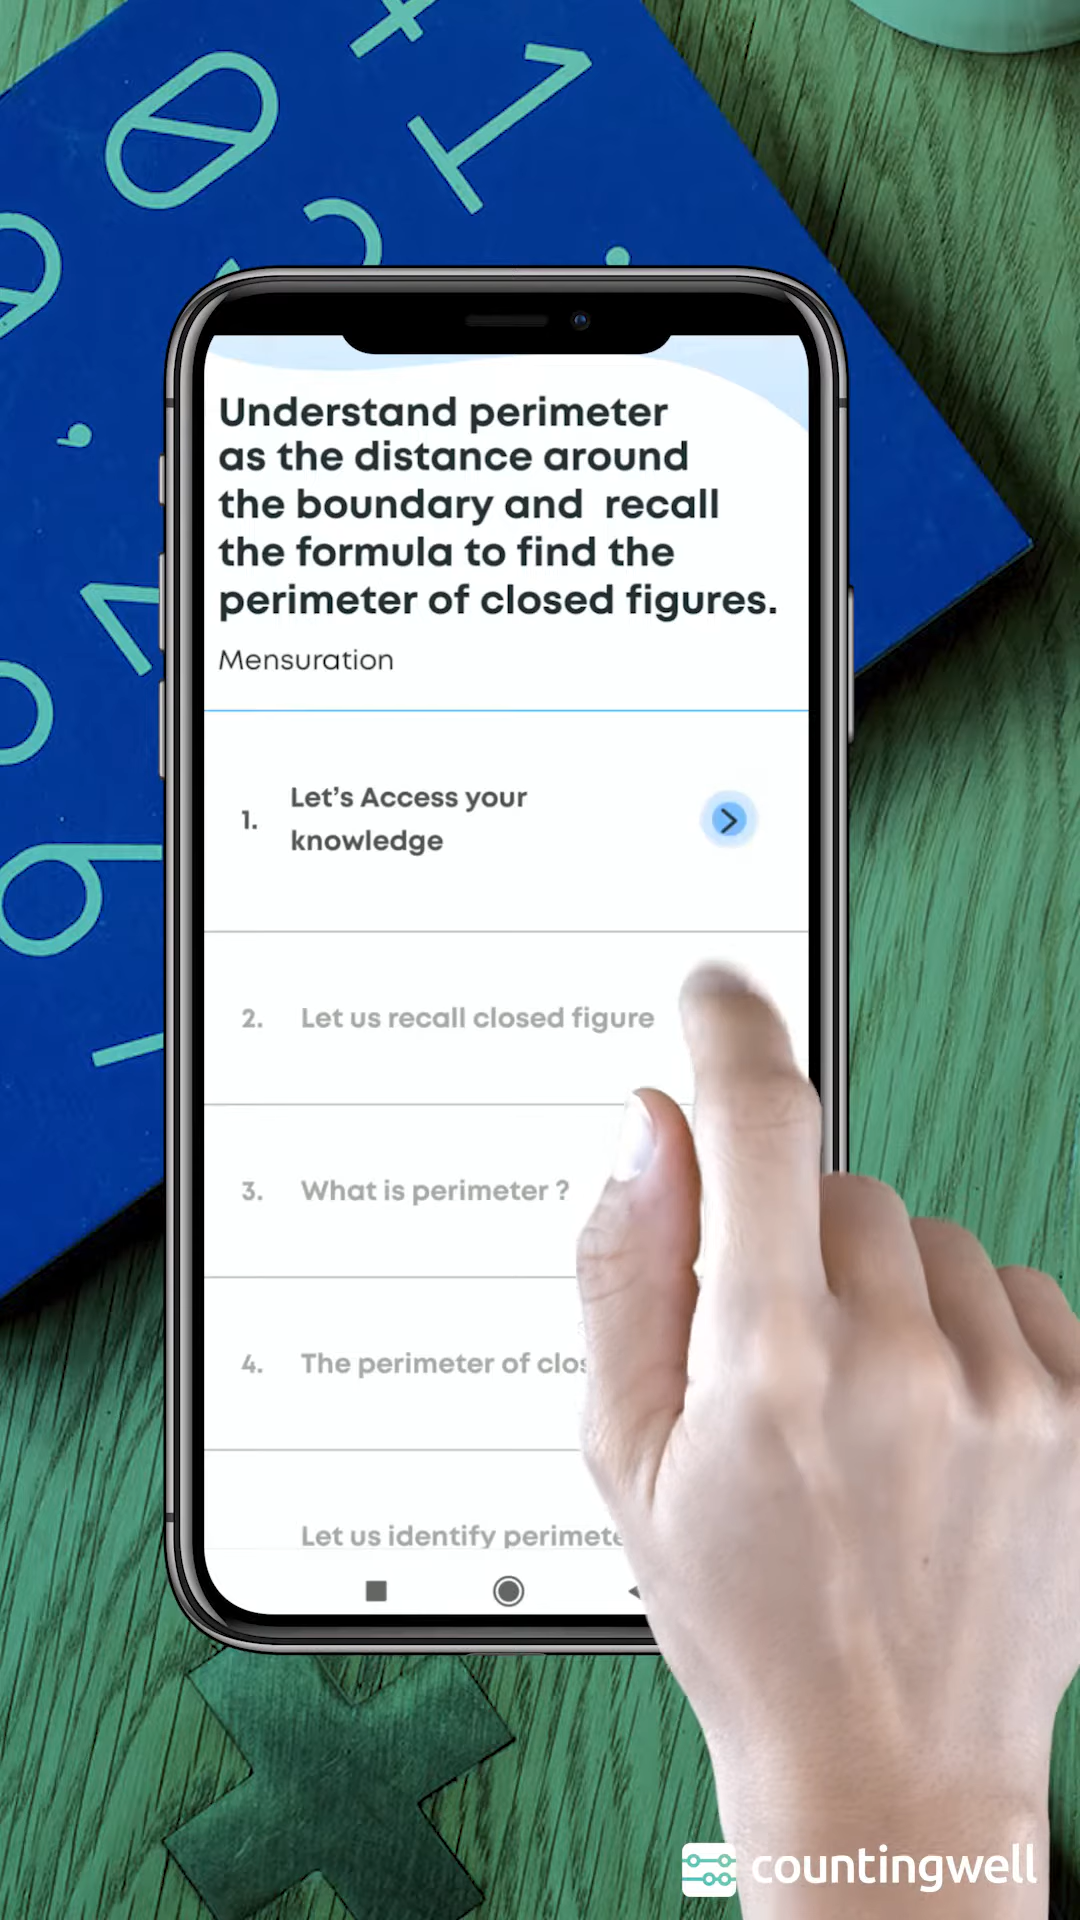 Understand perimeter
as the distance around
the boundary and recall
the formula to find the
perimeter of closed figures.
Mensuration
1. Let's Access your
knowledge
2. Let us recall closed figure
3. What is perimeter ?
4. The perimeter of
Let us identify
countingwell